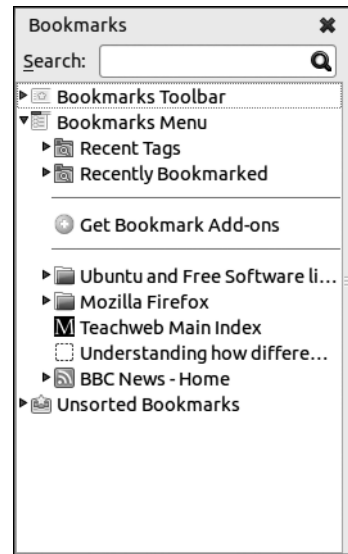 Bookmarks
Search:
Bookmarks Toolbar
Bookmarks Menu
Recent Tags
Recently Bookmarked
Get Bookmark Add-ons
Ubuntu and Free Software li...
Mozilla Firefox
M Teachweb Main Index
Understanding how differe...
BBC News - Home
Unsorted Bookmarks